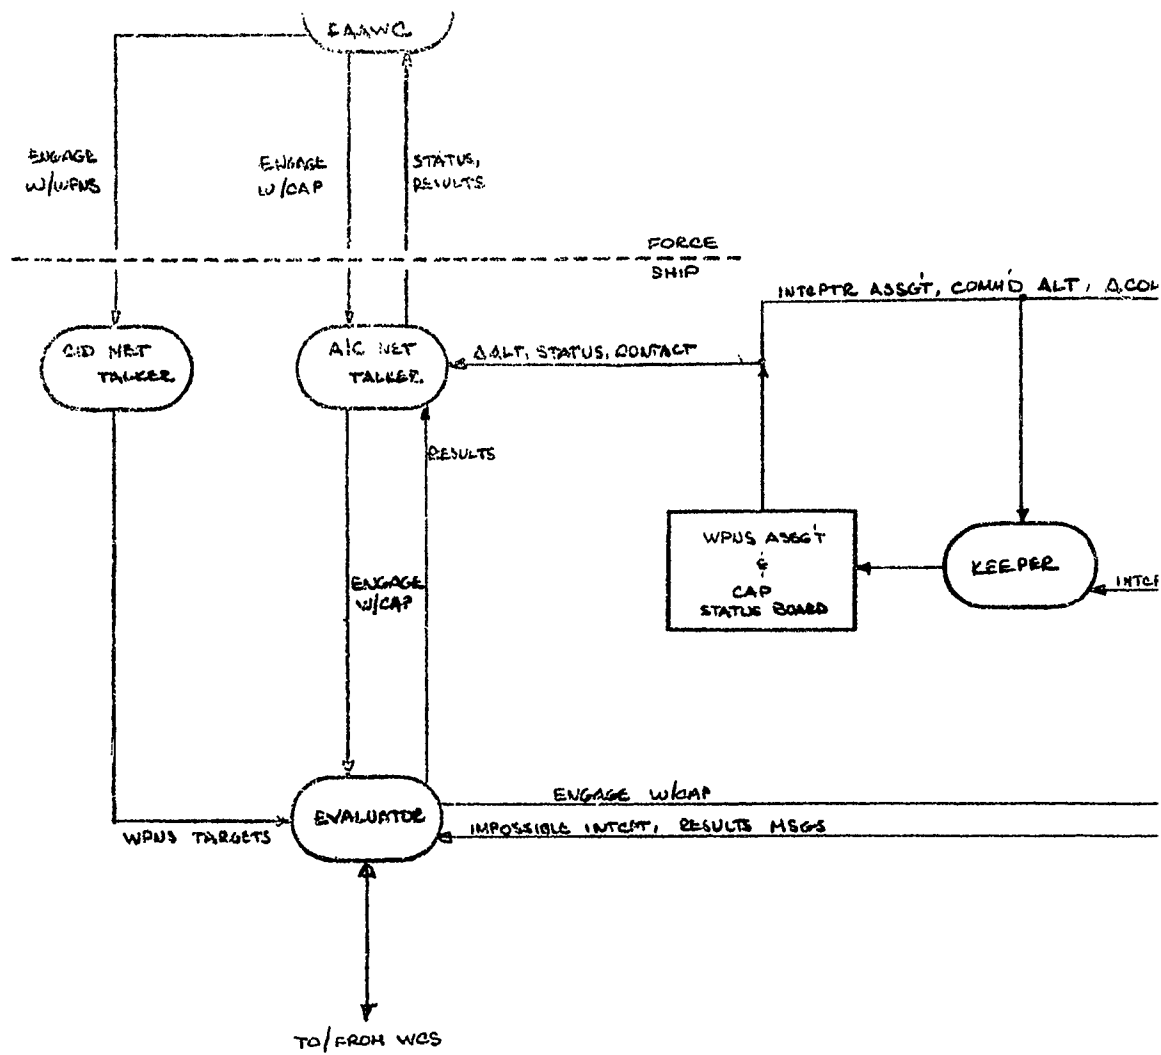 FAAWC
ENGAGE
W/WPNS
ENGAGE
W/CAP
STATUS,
RESULTS
FORCE
SHIP
INTCPTR ASSG'T, COMM'D ALT, Δ COM
CID NET
TALKER
A/C NET
TALKER
Δ ALT, STATUS, CONTACT
RESULTS
WPNS ASSG'T
&
CAP
STATUS BOARD
KEEPER
ENGAGE
W/CAP
ENGAGE W/CAP
EVALUATOR
WPNS TARGETS
IMPOSSIBLE INTCPT, RESULTS MSGS
TO/FROM WCS